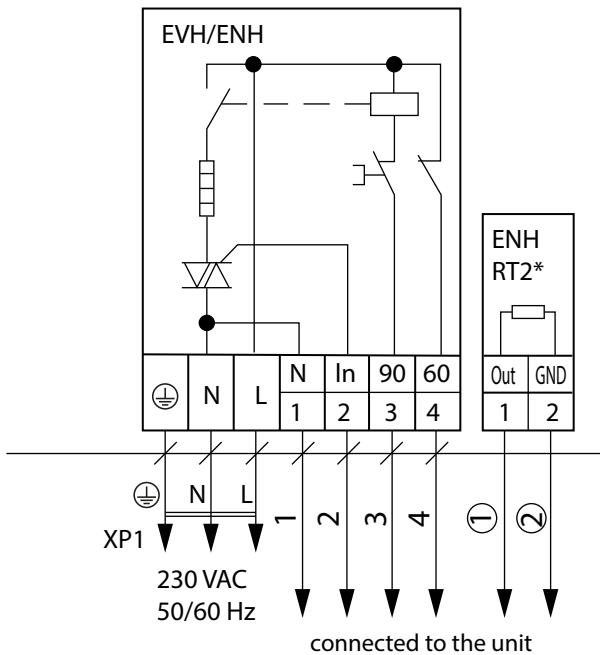 EVH/ENH
ENH
RT2*
N L N In 90 60
1 2 3 4
Out GND
1 2
N L
XP1
1 2 3 4 1 2
230 VAC
50/60 Hz
connected to the unit